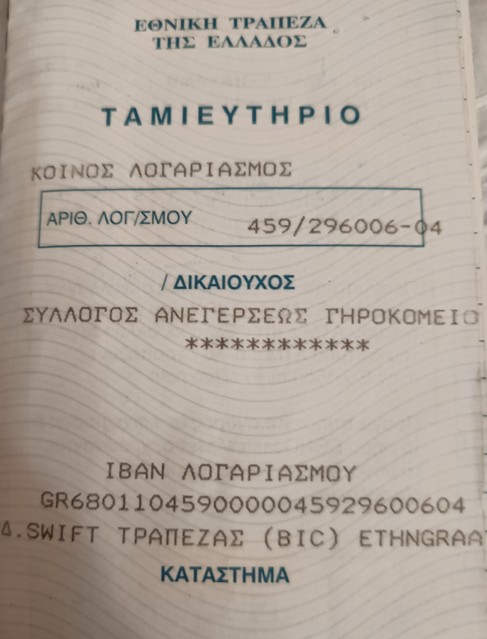 ΕΘΝΙΚΗ ΤΡΑΠΕΖΑ
ΤΗΣ ΕΛΛΑΔΟΣ
ΤΑΜΙΕΥΤΗΡΙΟ
ΚΟΙΝΟΣ ΛΟΓΑΡΙΑΣΜΟΣ
ΑΡΙΘ. ΛΟΓ/ΣΜΟΥ 459/296006-04
/ ΔΙΚΑΙΟΥΧΟΣ
ΣΥΛΛΟΓΟΣ ΑΝΕΓΕΡΣΕΩΣ ΓΗΡΟΚΟΜΕΙΟ
************
ΙΒΑΝ ΛΟΓΑΡΙΑΣΜΟΥ
GR6801104590000045929600604
Δ.SWIFT ΤΡΑΠΕΖΑΣ (BIC) ETHNGRAA
ΚΑΤΑΣΤΗΜΑ